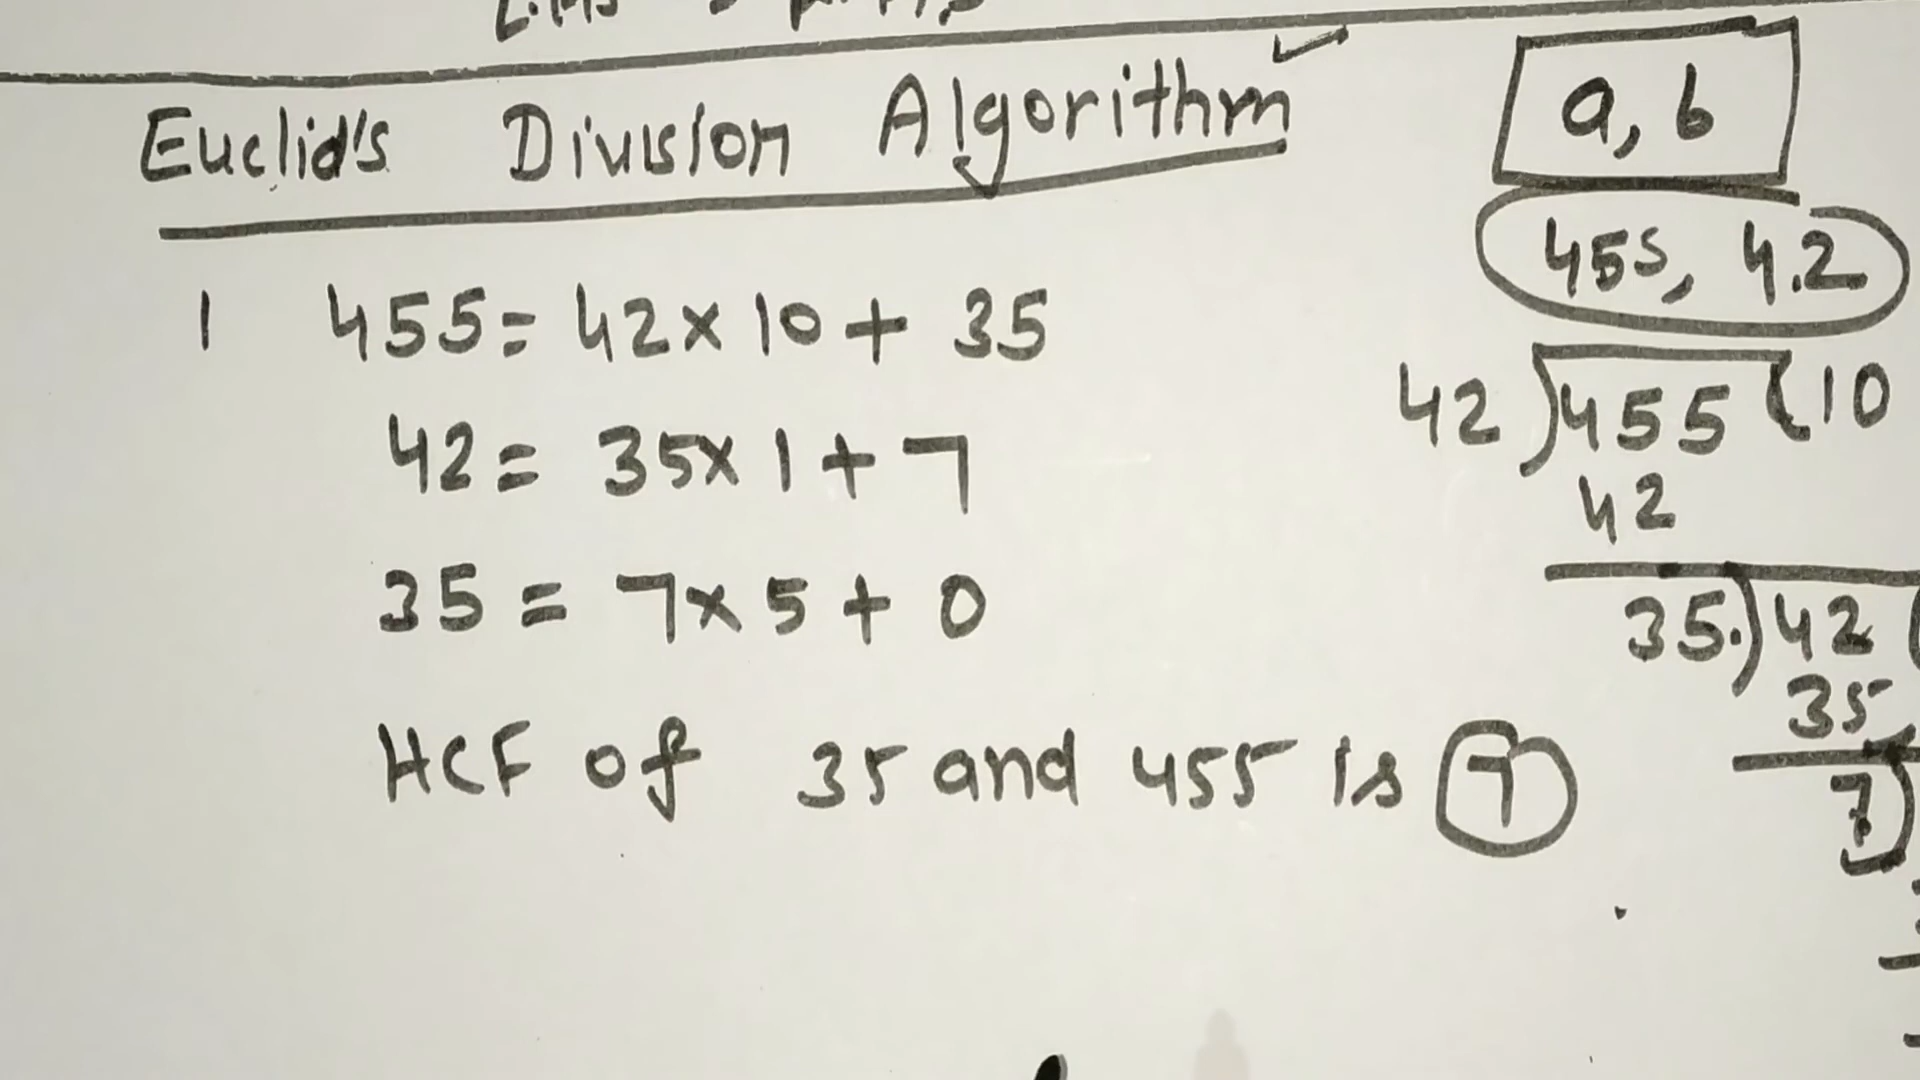 Euclid's Division Algorithm
a, b
455, 42
1 455 = 42 x 10 + 35
42 = 35 x 1 + 7
35 = 7 x 5 + 0
HCF of 35 and 455 is 7
42 ) 455 ( 10
42
35 ) 42 (
35
7 )